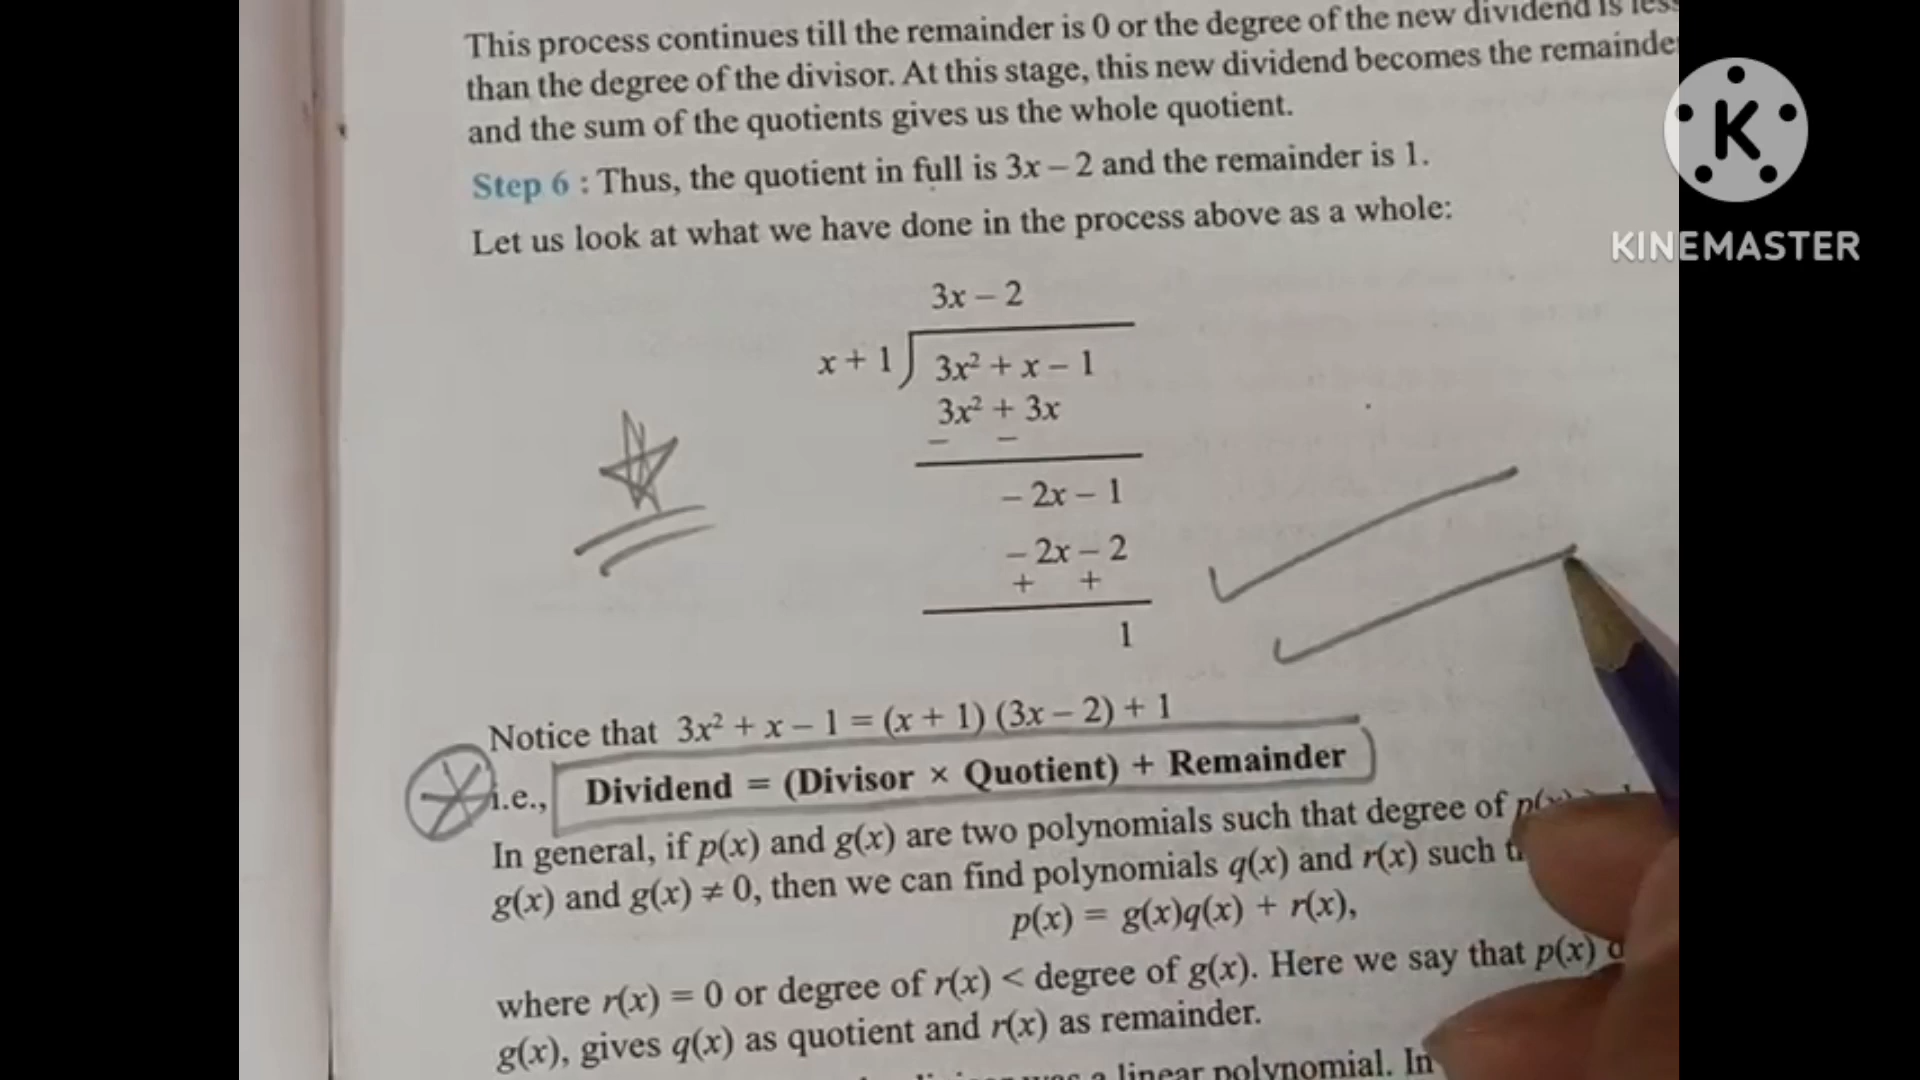 This process continues till the remainder is 0 or the degree of the new dividend is less
than the degree of the divisor. At this stage, this new dividend becomes the remainde
and the sum of the quotients gives us the whole quotient.
Step 6 : Thus, the quotient in full is 3x – 2 and the remainder is 1.
Let us look at what we have done in the process above as a whole:
3x – 2
x + 1 ) 3x² + x – 1
3x² + 3x
– –
– 2x – 1
– 2x – 2
+ +
1
Notice that 3x² + x – 1 = (x + 1) (3x – 2) + 1
i.e., Dividend = (Divisor × Quotient) + Remainder
In general, if p(x) and g(x) are two polynomials such that degree of
g(x) and g(x) ≠ 0, then we can find polynomials q(x) and r(x) such
p(x) = g(x)q(x) + r(x),
where r(x) = 0 or degree of r(x) < degree of g(x). Here we say that p(x)
g(x), gives q(x) as quotient and r(x) as remainder.
a linear polynomial. In
K
KINEMASTER